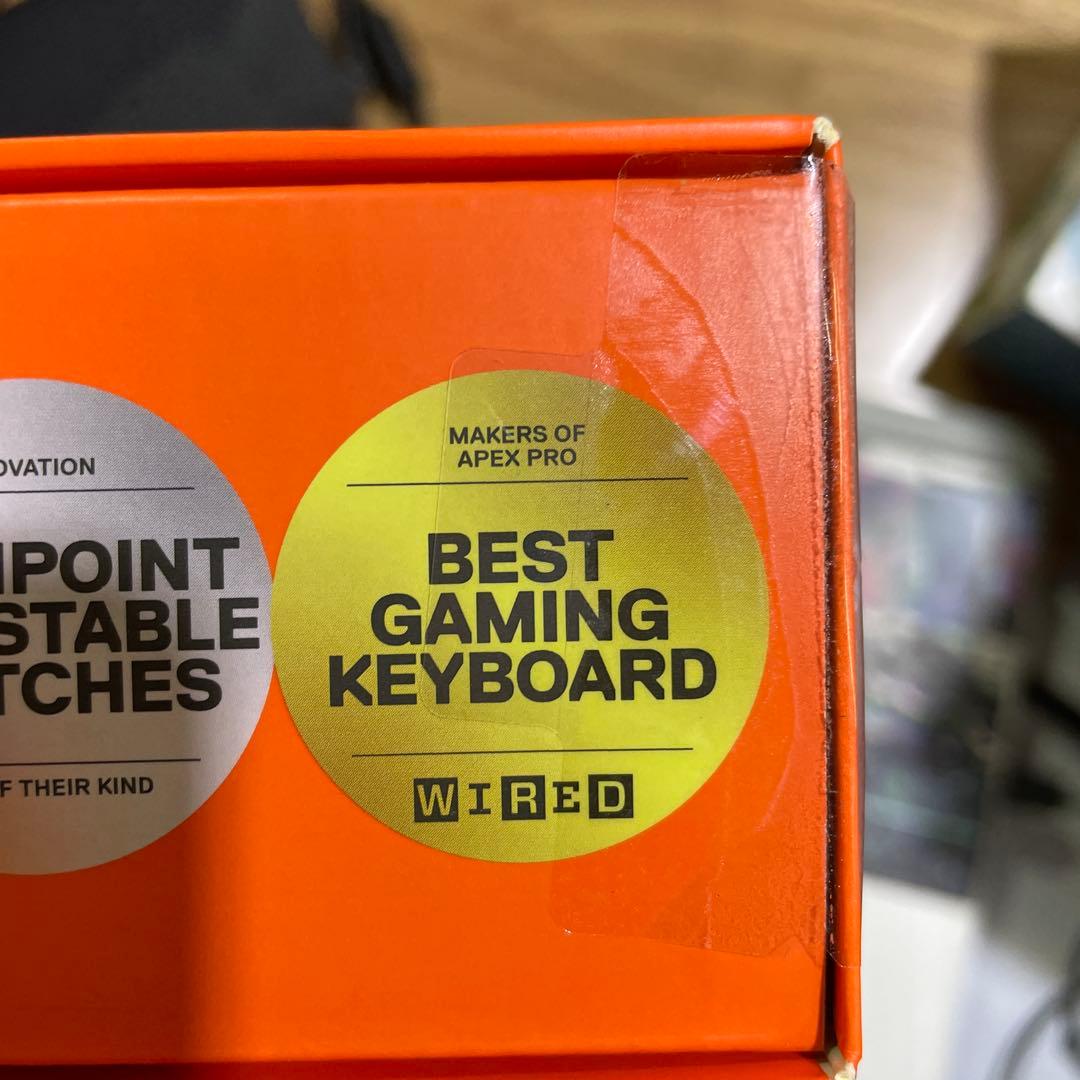 OVATION
IPOINT
STABLE
TCHES
F THEIR KIND
MAKERS OF
APEX PRO
BEST
GAMING
KEYBOARD
WIRED